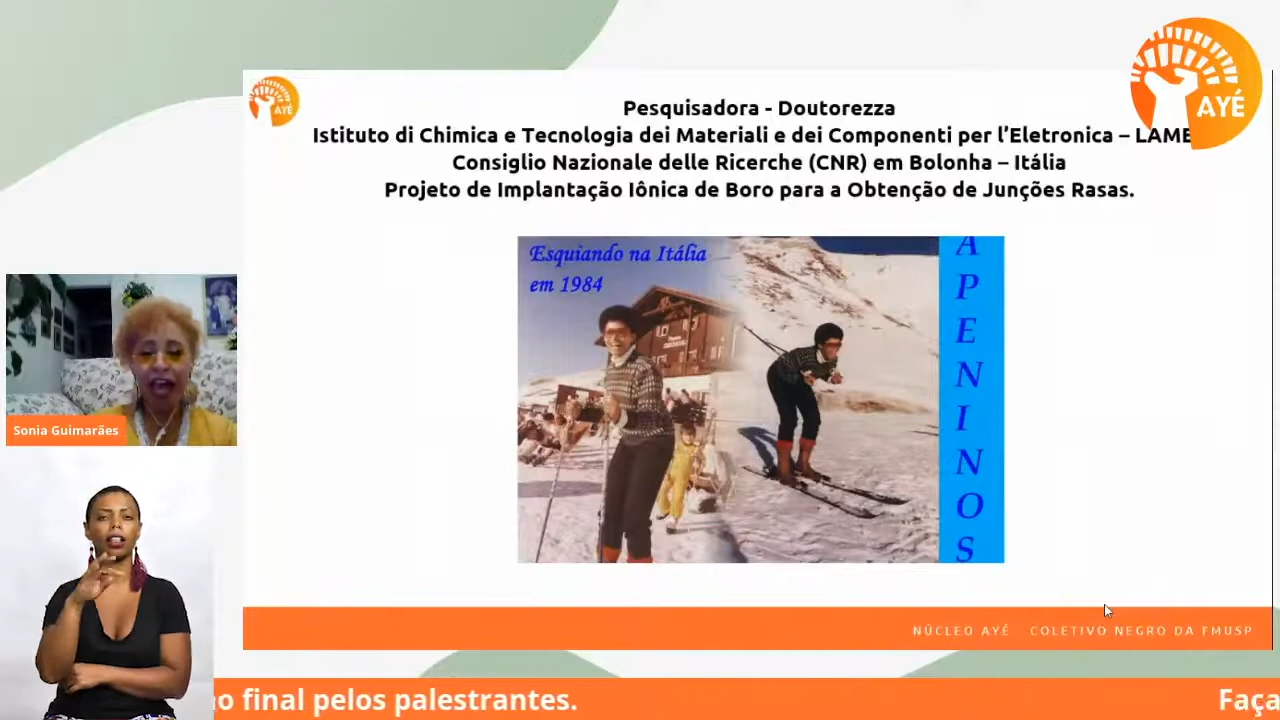 AYÉ
AYÉ
Pesquisadora - Doutorezza
Istituto di Chimica e Tecnologia dei Materiali e dei Componenti per l’Eletronica – LAME
Consiglio Nazionale delle Ricerche (CNR) em Bolonha – Itália
Projeto de Implantação Iônica de Boro para a Obtenção de Junções Rasas.
Esquiando na Itália
em 1984
APENINOS
Sonia Guimarães
NÚCLEO AYÉ COLETIVO NEGRO DA FMUSP
final pelos palestrantes.
Faça